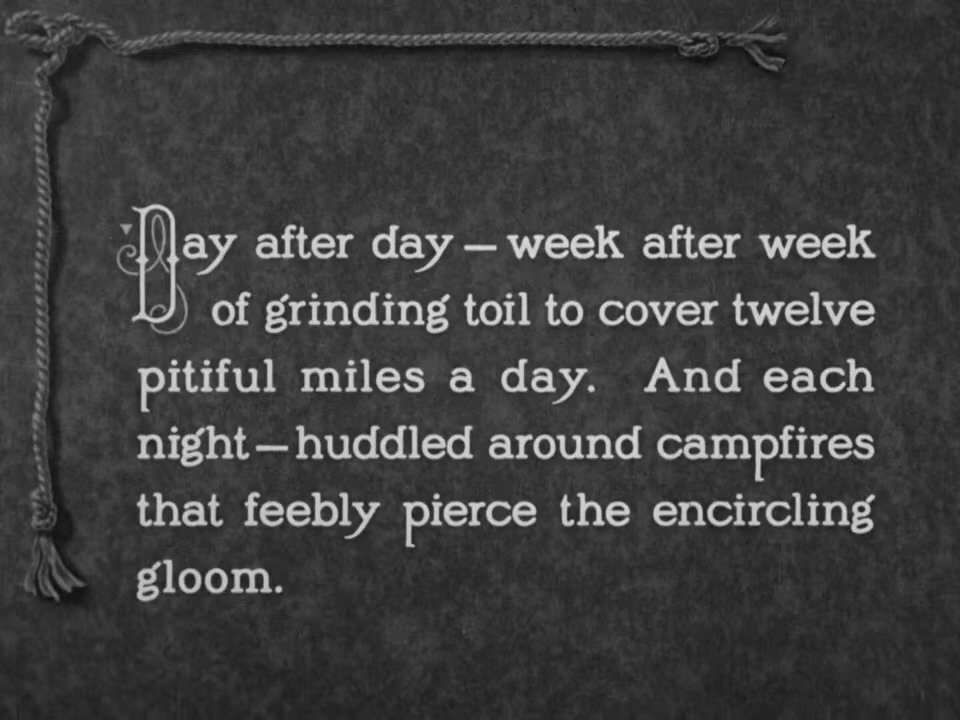 Day after day — week after week
of grinding toil to cover twelve
pitiful miles a day. And each
night — huddled around campfires
that feebly pierce the encircling
gloom.